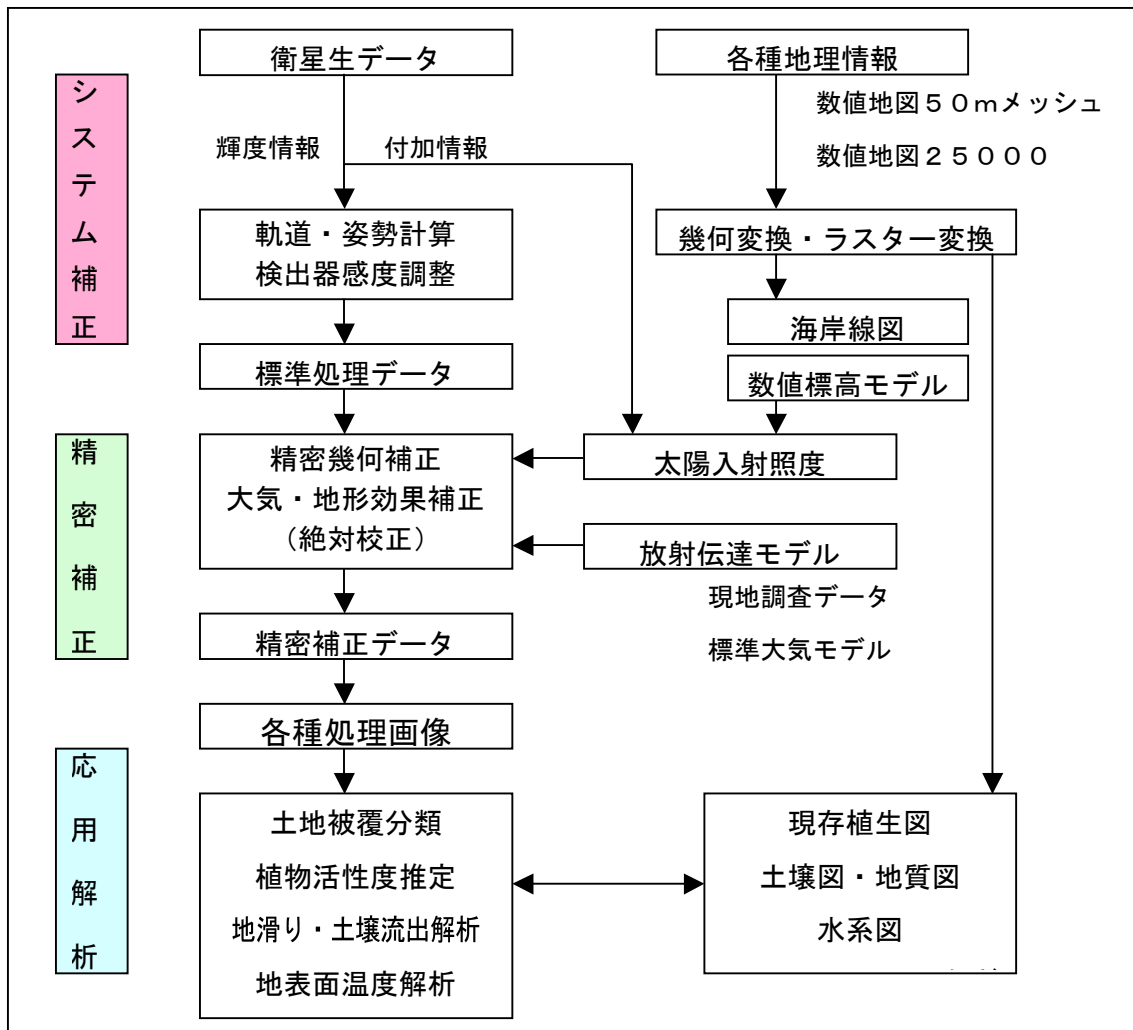 衛星生データ
各種地理情報
システム補正
数値地図５０ｍメッシュ
数値地図２５０００
輝度情報
付加情報
軌道・姿勢計算
検出器感度調整
幾何変換・ラスター変換
海岸線図
標準処理データ
数値標高モデル
精密補正
精密幾何補正
大気・地形効果補正
（絶対校正）
太陽入射照度
放射伝達モデル
現地調査データ
標準大気モデル
精密補正データ
各種処理画像
応用解析
土地被覆分類
植物活性度推定
地滑り・土壌流出解析
地表面温度解析
現存植生図
土壌図・地質図
水系図